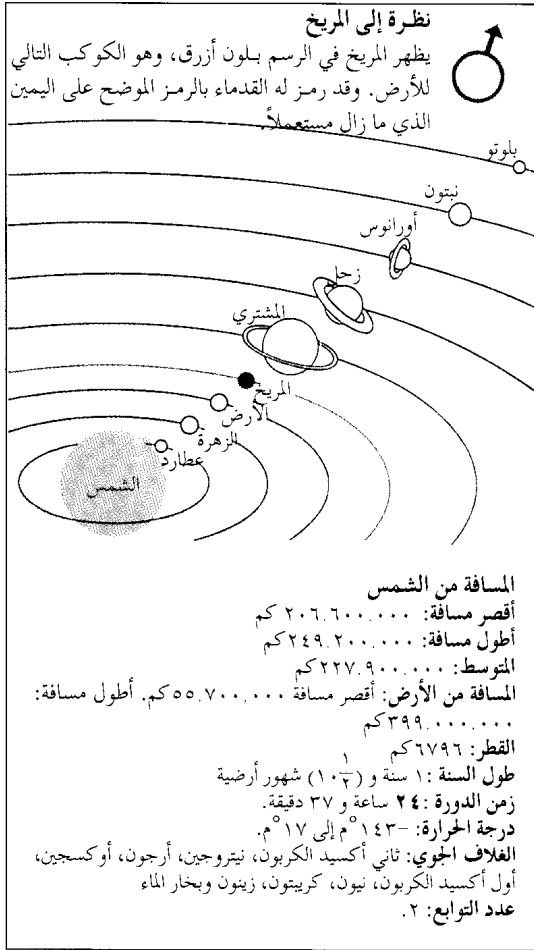 نظرة إلى المريخ
يظهر المريخ في الرسم بلون أزرق، وهو الكوكب التالي
للأرض. وقد رمز له القدماء بالرمز الموضح على اليمين
الذي ما زال مستعملاً.
بلوتو
نبتون
أورانوس
زحل
المشتري
المريخ
الأرض
الزهرة
عطارد
الشمس
المسافة من الشمس
أقصر مسافة: ٢٠٦,٦٠٠,٠٠٠ كم
أطول مسافة: ٢٤٩,٢٠٠,٠٠٠كم
المتوسط: ٢٢٧,٩٠٠,٠٠٠كم
المسافة من الأرض: أقصر مسافة ٥٥,٧٠٠,٠٠٠كم. أطول مسافة:
٣٩٩,٠٠٠,٠٠٠كم
القطر: ٦٧٩٦كم
طول السنة: ١ سنة و (١٠ ١/٢) شهور أرضية
زمن الدورة: ٢٤ ساعة و ٣٧ دقيقة.
درجة الحرارة: -١٤٣°م إلى ١٧°م.
الغلاف الجوي: ثاني أكسيد الكربون، نيتروجين، أرجون، أوكسجين،
أول أكسيد الكربون، نيون، كريبتون، زينون وبخار الماء
عدد التوابع: ٢.